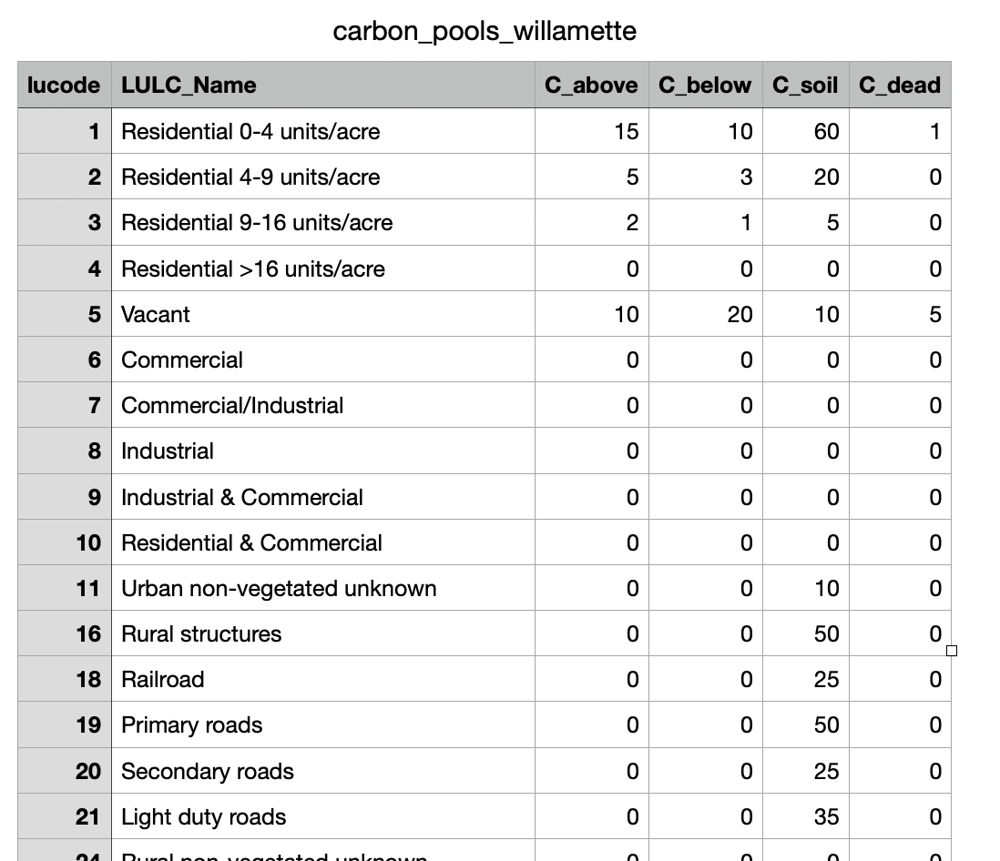 carbon_pools_willamette
lucode LULC_Name C_above C_below C_soil C_dead
1 Residential 0-4 units/acre 15 10 60 1
2 Residential 4-9 units/acre 5 3 20 0
3 Residential 9-16 units/acre 2 1 5 0
4 Residential >16 units/acre 0 0 0 0
5 Vacant 10 20 10 5
6 Commercial 0 0 0 0
7 Commercial/Industrial 0 0 0 0
8 Industrial 0 0 0 0
9 Industrial & Commercial 0 0 0 0
10 Residential & Commercial 0 0 0 0
11 Urban non-vegetated unknown 0 0 10 0
16 Rural structures 0 0 50 0
18 Railroad 0 0 25 0
19 Primary roads 0 0 50 0
20 Secondary roads 0 0 25 0
21 Light duty roads 0 0 35 0
24 Rural non-vegetated unknown 0 0 0 0